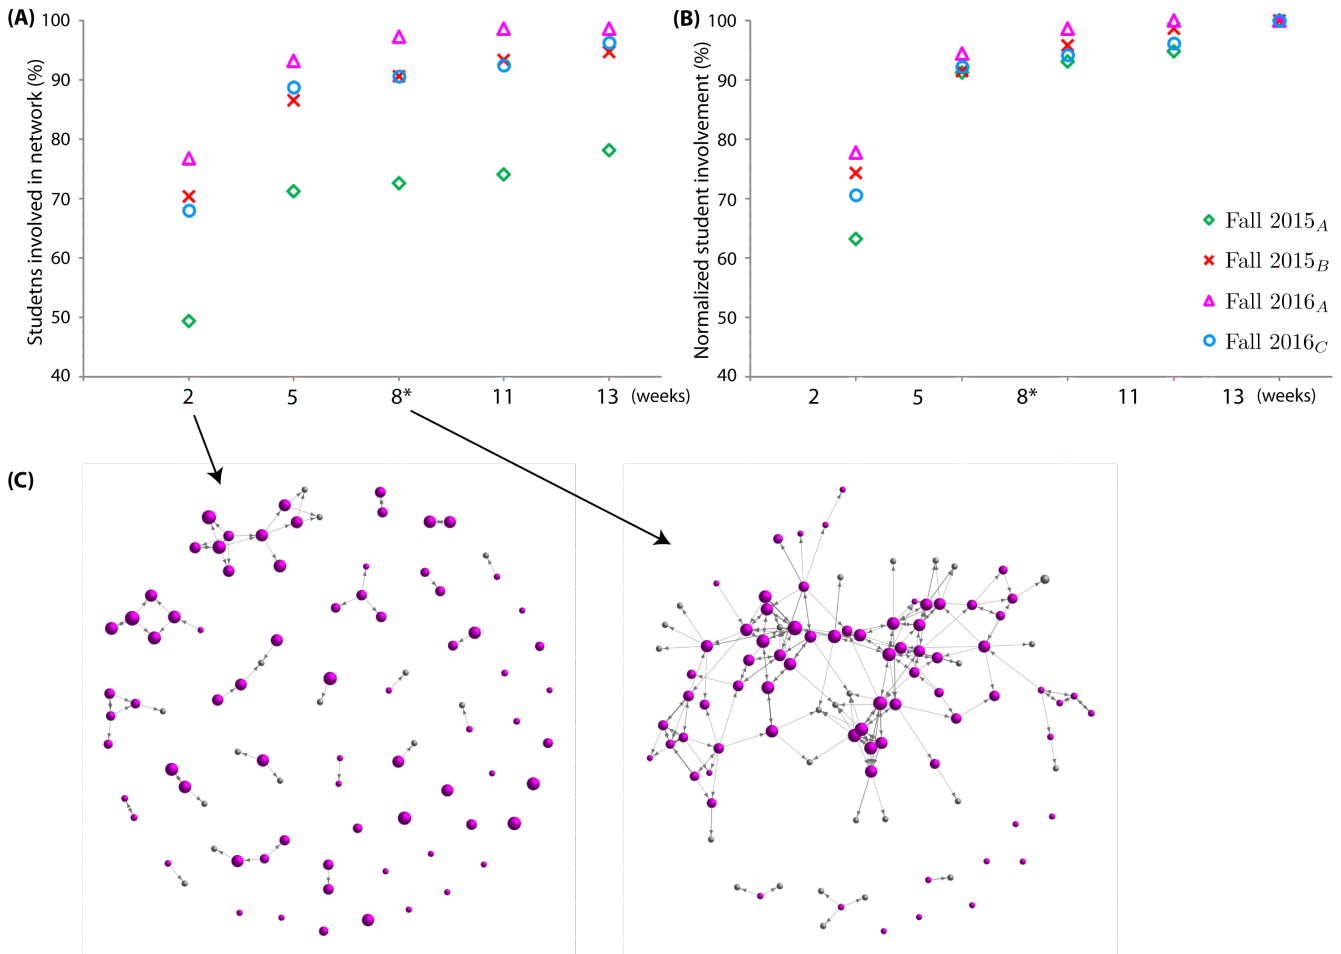 (A)
Studetns involved in network (%)
100
90
80
70
60
50
40
2 5 8* 11 13 (weeks)
(B)
Normalized student involvement (%)
100
90
80
70
60
50
40
2 5 8* 11 13 (weeks)
Fall 2015A
Fall 2015B
Fall 2016A
Fall 2016C
(C)